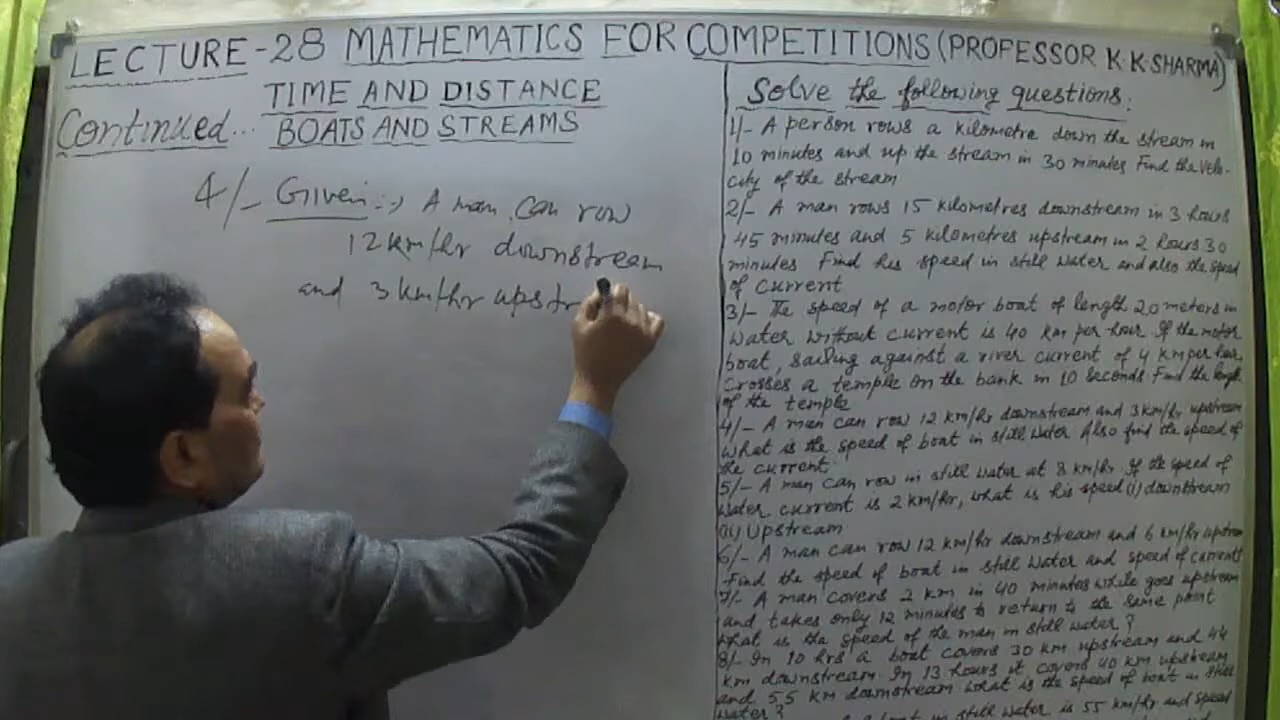 LECTURE-28 MATHEMATICS FOR COMPETITIONS (PROFESSOR K.K.SHARMA)
TIME AND DISTANCE
Continued... BOATS AND STREAMS
4/- Given :-> A man can row
12 km/hr downstream
and 3 km/hr upstr
Solve the following questions:
1/- A person rows a kilometre down the stream in
10 minutes and up the stream in 30 minutes Find the velo-
city of the stream
2/- A man rows 15 kilometres downstream in 3 hours
45 minutes and 5 kilometres upstream in 2 hours 30
minutes Find his speed in still water and also the speed
of current
3/- The speed of a motor boat of length 20 meters in
water without current is 40 km per hour If the motor
boat, sailing against a river current of 4 km per hour,
crosses a temple on the bank in 10 seconds Find the length
of the temple
4/- A man can row 12 km/hr downstream and 3 km/hr upstream
What is the speed of boat in still water Also find the speed of
the current.
5/- A man can row in still water at 8 km/hr If the speed of
water current is 2 km/hr, what is his speed (i) downstream
(ii) Upstream
6/- A man can row 12 km/hr downstream and 6 km/hr upstream
Find the speed of boat in still water and speed of current
7/- A man covers 2 km in 40 minutes while goes upstream
and takes only 12 minutes to return to the same point
what is the speed of the man in still water?
8/- In 10 hrs a boat covers 30 km upstream and 44
km downstream In 13 hours it covers 40 km upstream
and 55 km downstream what is the speed of boat in still
water?
boat in still water is 55 km/hr and speed